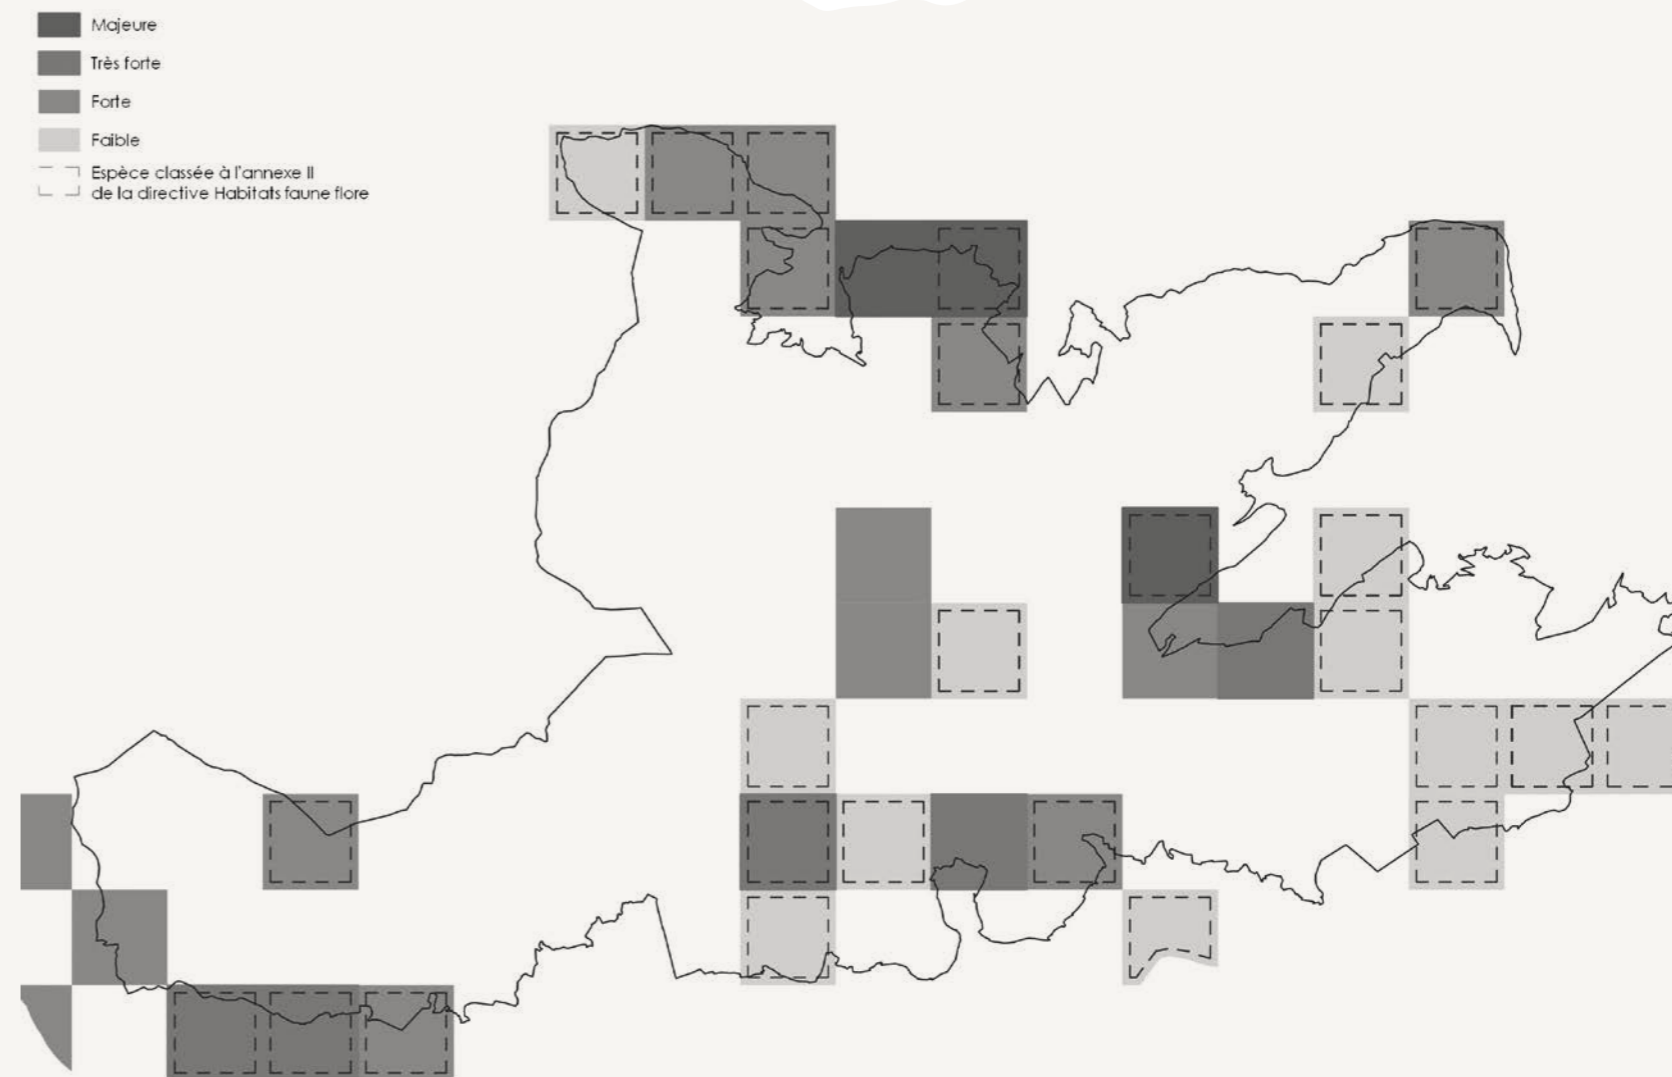 Majeure
Très forte
Forte
Faible
Espèce classée à l'annexe II
de la directive Habitats faune flore